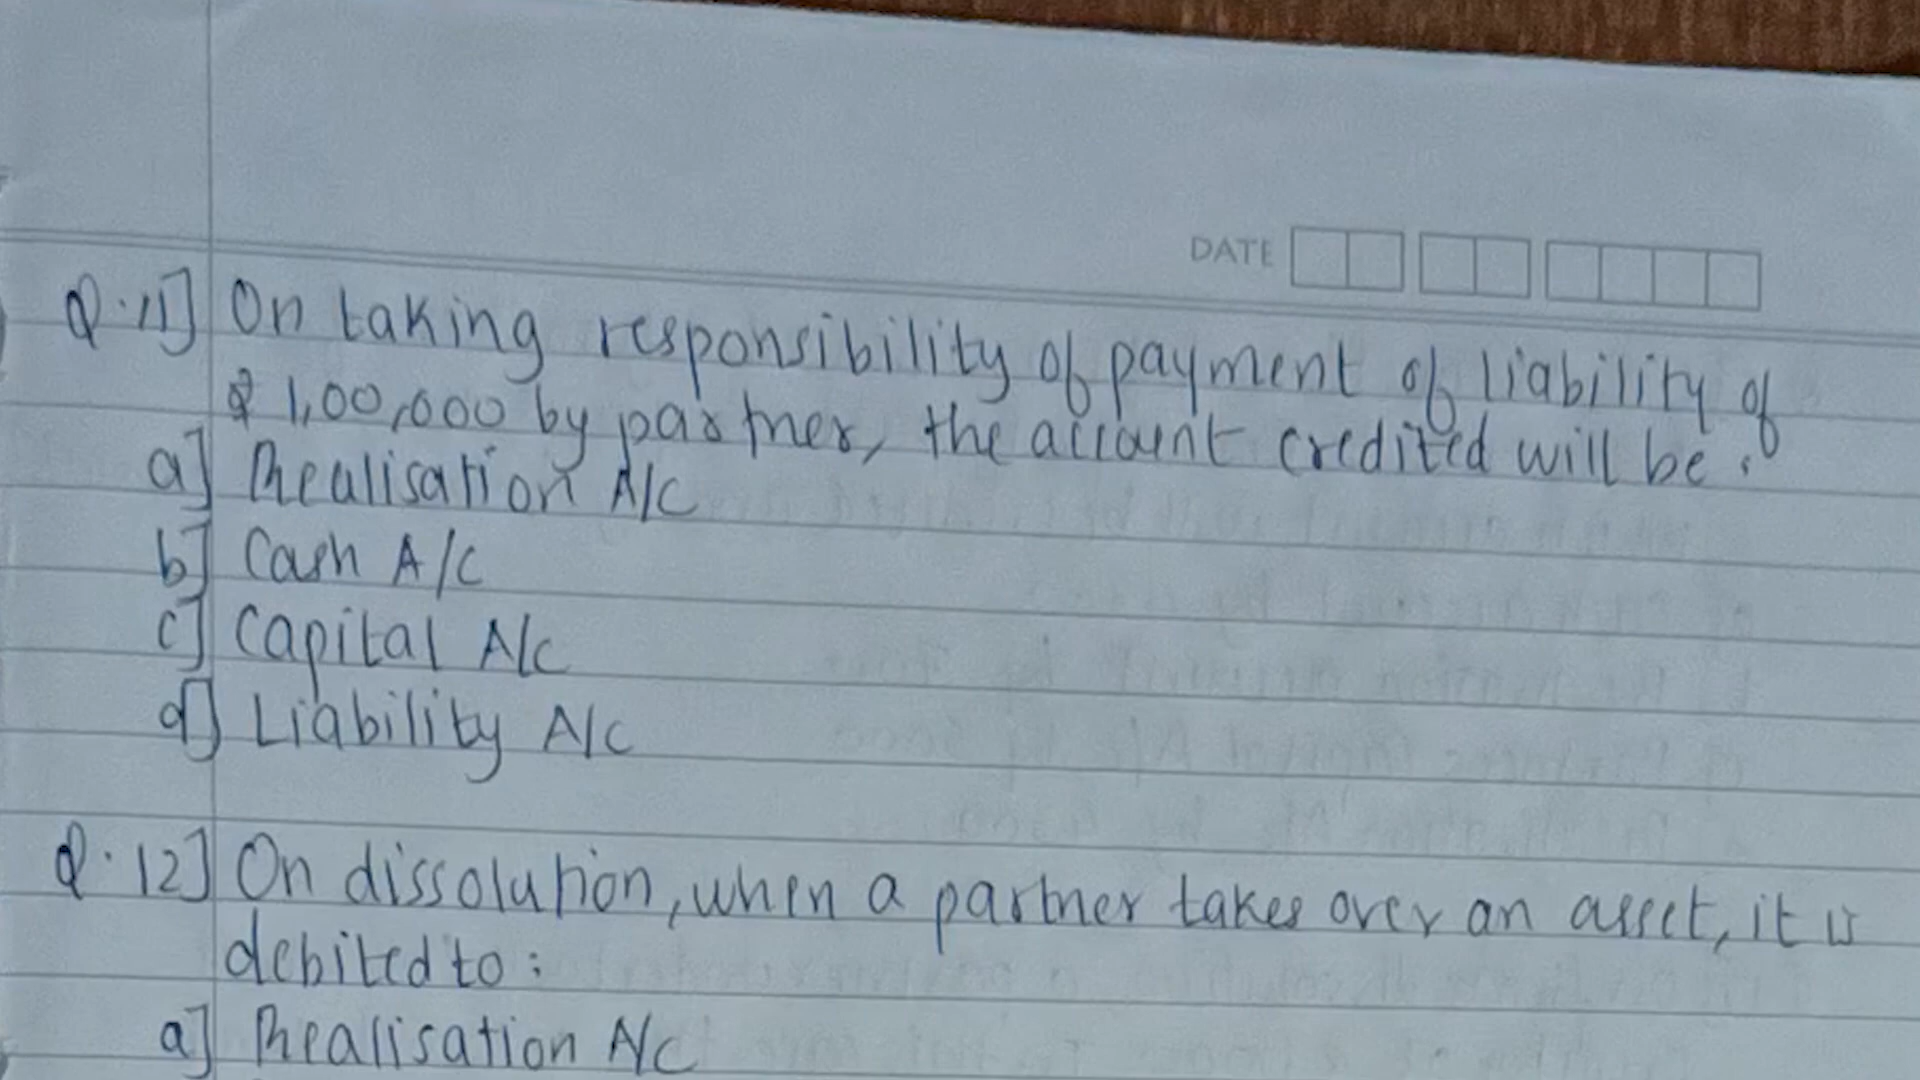 DATE
Q.11] On taking responsibility of payment of liability of
₹ 1,00,000 by partner, the account credited will be :
a] Realisation A/C
b] Cash A/C
c] Capital A/c
d] Liability A/C
Q.12] On dissolution, when a partner takes over an asset, it is
debited to :
a] Realisation A/C